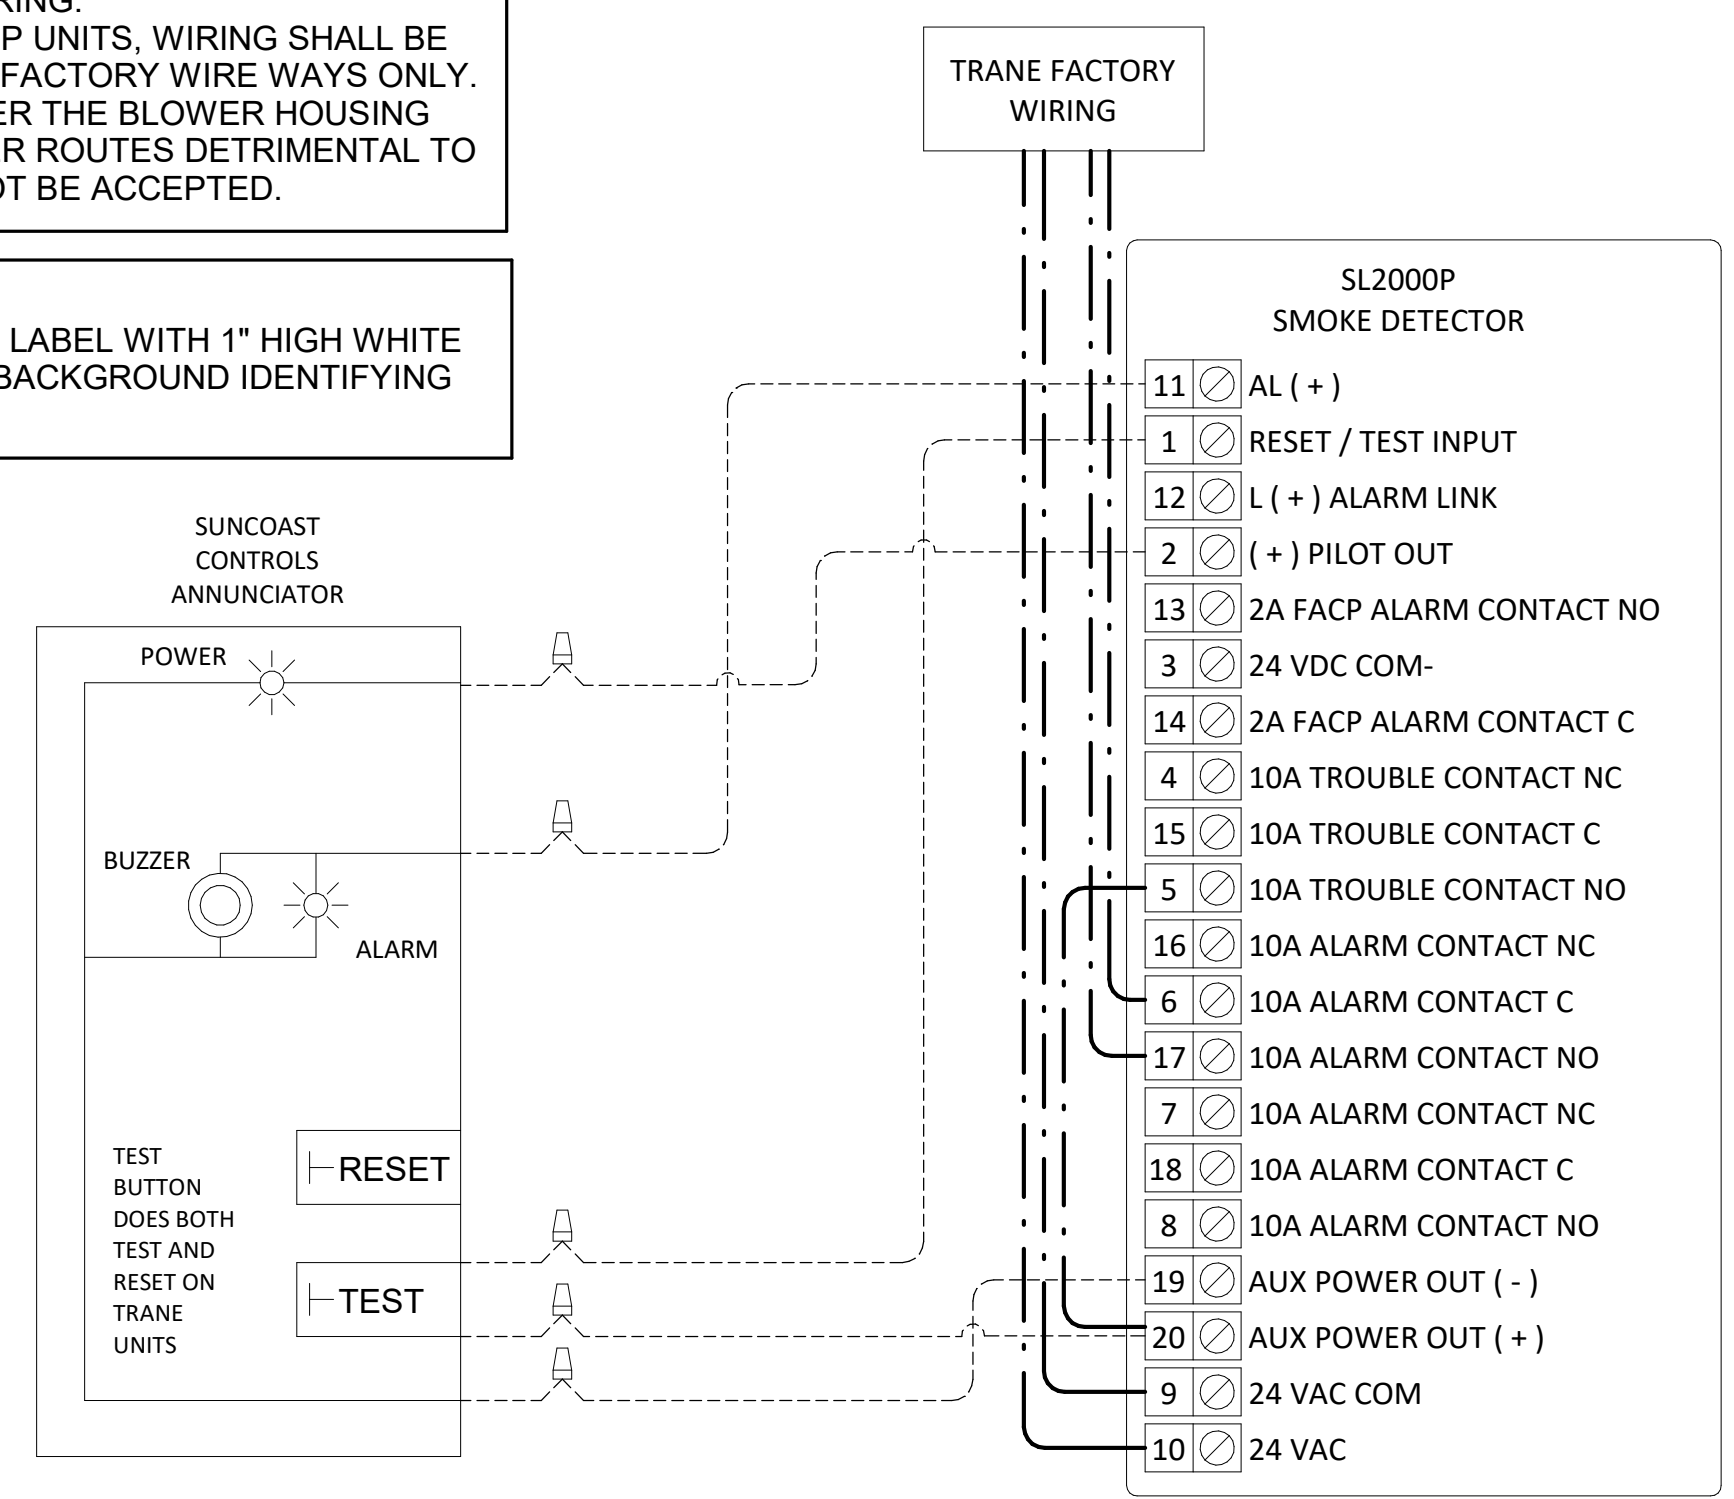 RING.
P UNITS, WIRING SHALL BE
FACTORY WIRE WAYS ONLY.
ER THE BLOWER HOUSING
ER ROUTES DETRIMENTAL TO
OT BE ACCEPTED.
LABEL WITH 1" HIGH WHITE
BACKGROUND IDENTIFYING
TRANE FACTORY
WIRING
SUNCOAST
CONTROLS
ANNUNCIATOR
POWER
BUZZER
ALARM
TEST
BUTTON
DOES BOTH
TEST AND
RESET ON
TRANE
UNITS
RESET
TEST
SL2000P
SMOKE DETECTOR
11 AL ( + )
1 RESET / TEST INPUT
12 L ( + ) ALARM LINK
2 ( + ) PILOT OUT
13 2A FACP ALARM CONTACT NO
3 24 VDC COM-
14 2A FACP ALARM CONTACT C
4 10A TROUBLE CONTACT NC
15 10A TROUBLE CONTACT C
5 10A TROUBLE CONTACT NO
16 10A ALARM CONTACT NC
6 10A ALARM CONTACT C
17 10A ALARM CONTACT NO
7 10A ALARM CONTACT NC
18 10A ALARM CONTACT C
8 10A ALARM CONTACT NO
19 AUX POWER OUT ( - )
20 AUX POWER OUT ( + )
9 24 VAC COM
10 24 VAC